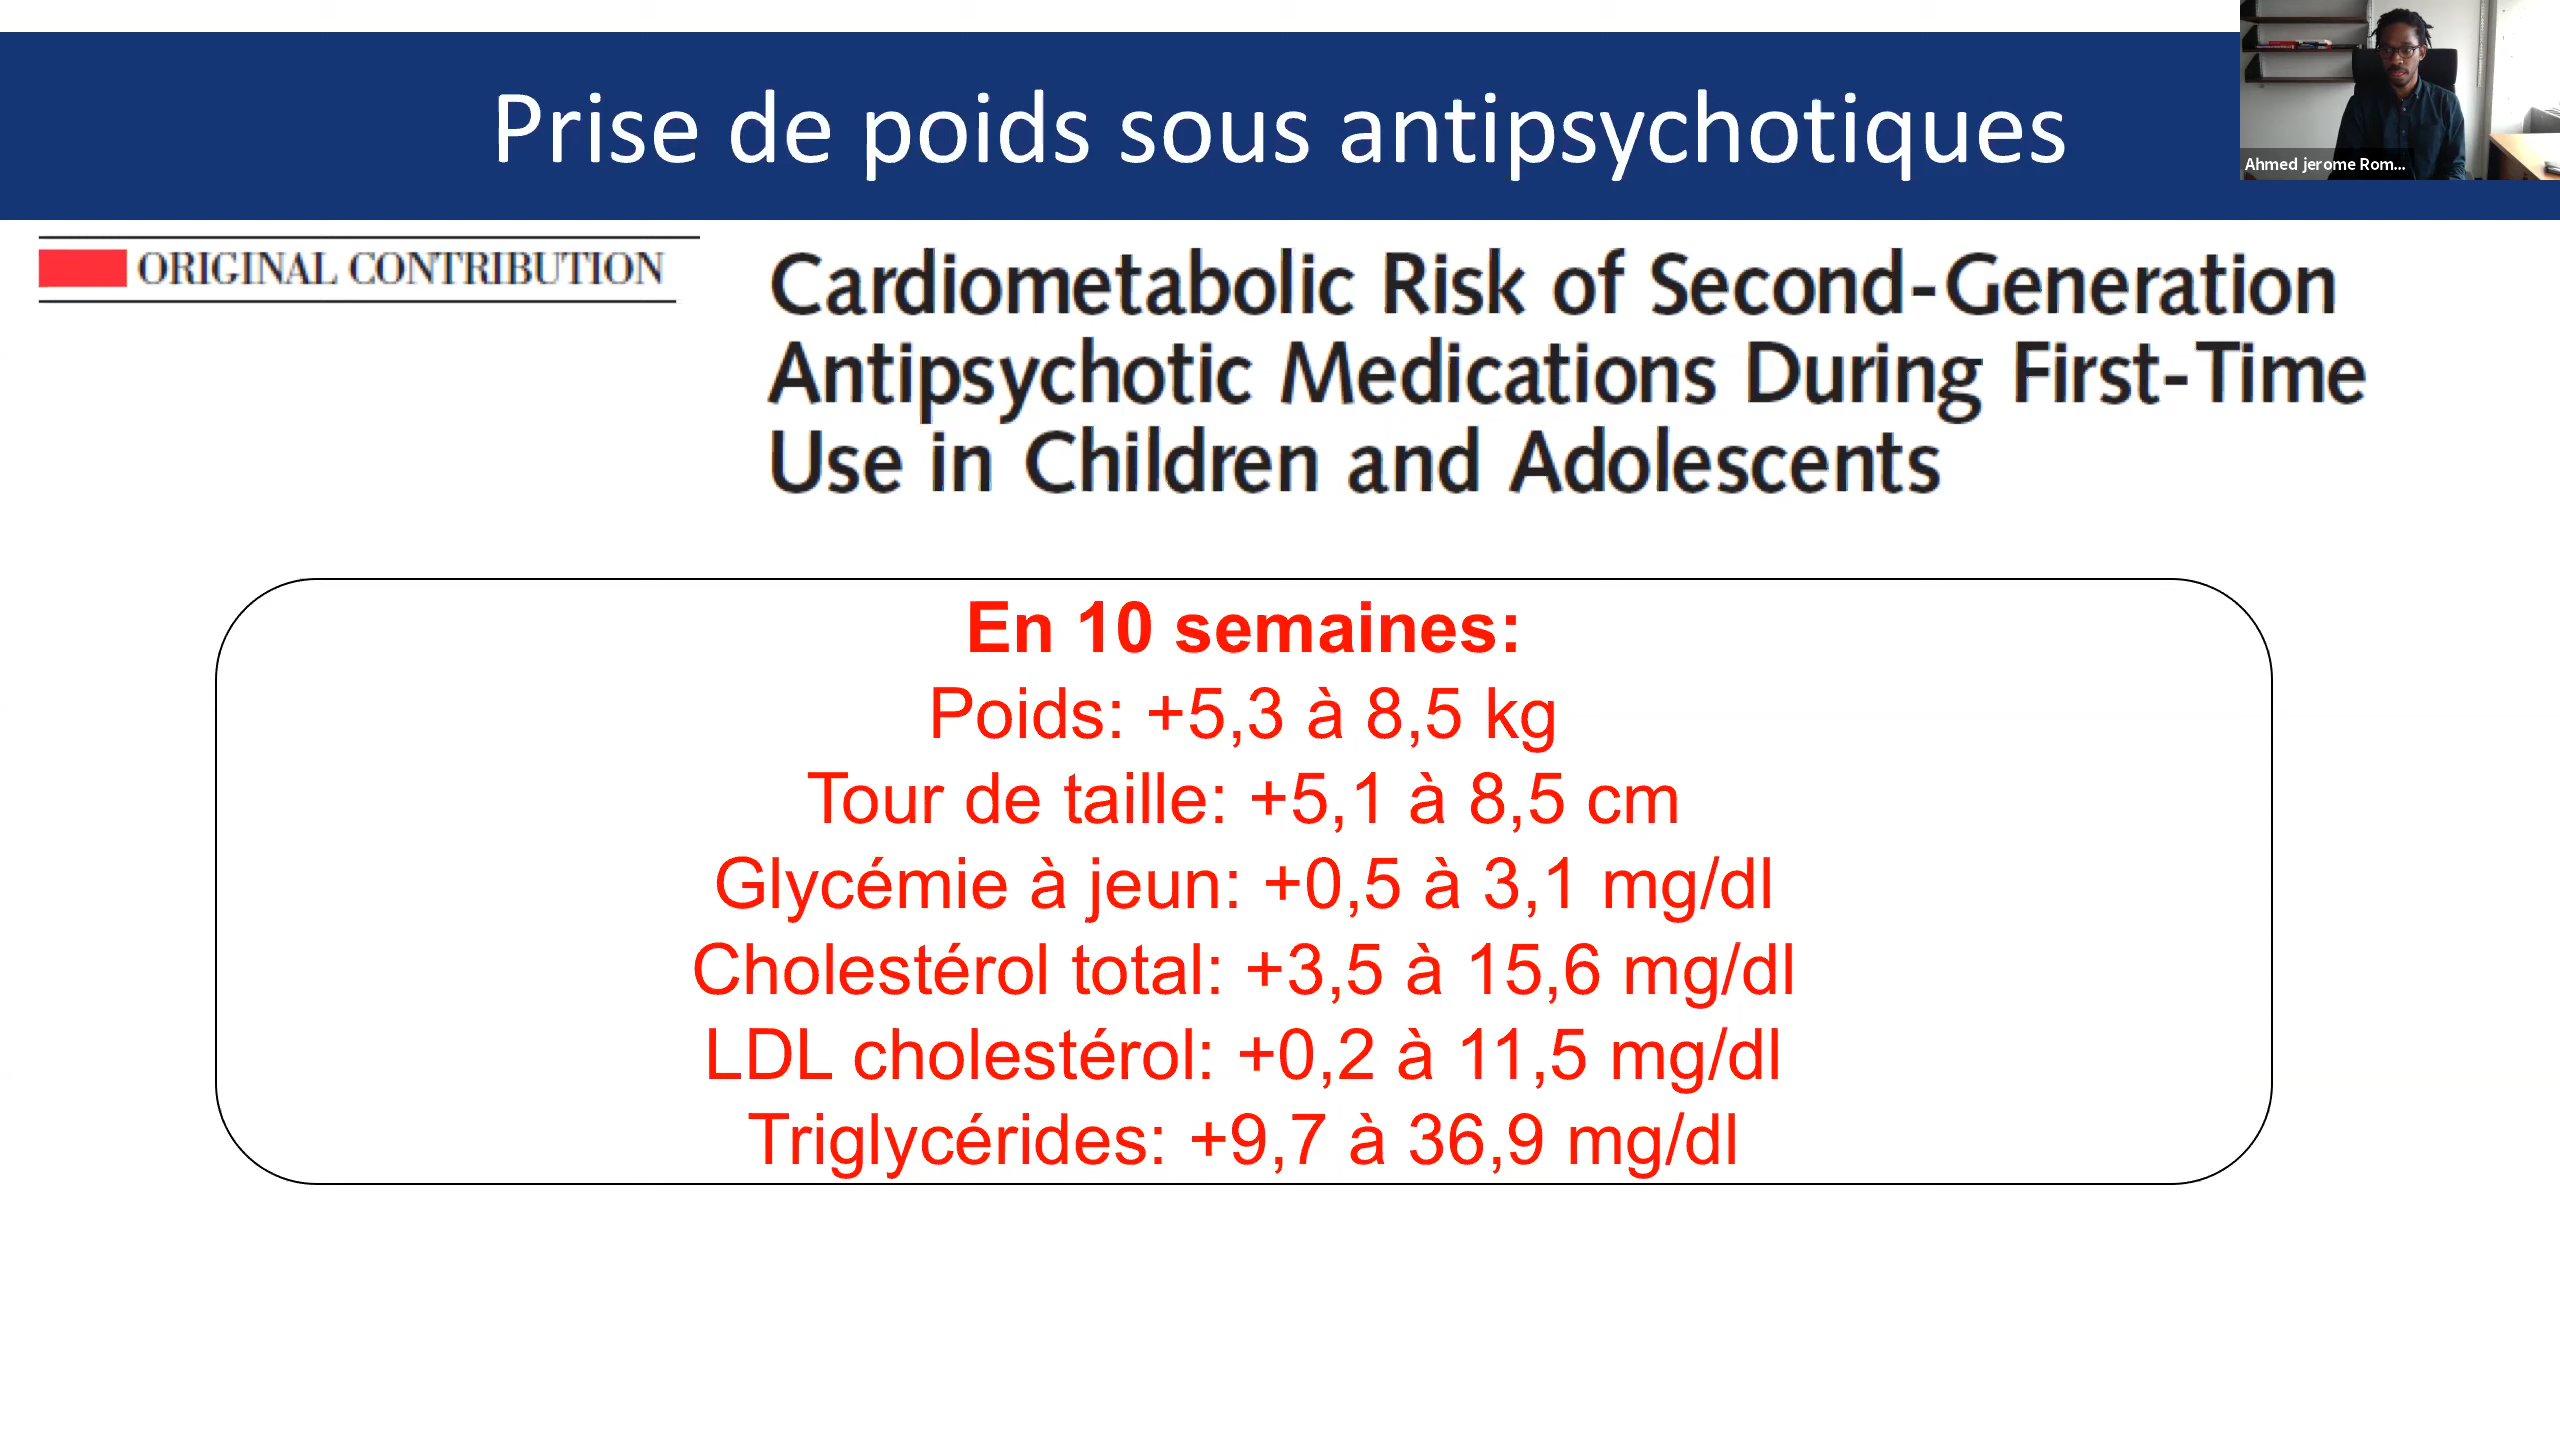 Prise de poids sous antipsychotiques
Ahmed jerome Rom...
ORIGINAL CONTRIBUTION
Cardiometabolic Risk of Second-Generation
Antipsychotic Medications During First-Time
Use in Children and Adolescents
En 10 semaines:
Poids: +5,3 à 8,5 kg
Tour de taille: +5,1 à 8,5 cm
Glycémie à jeun: +0,5 à 3,1 mg/dl
Cholestérol total: +3,5 à 15,6 mg/dl
LDL cholestérol: +0,2 à 11,5 mg/dl
Triglycérides: +9,7 à 36,9 mg/dl